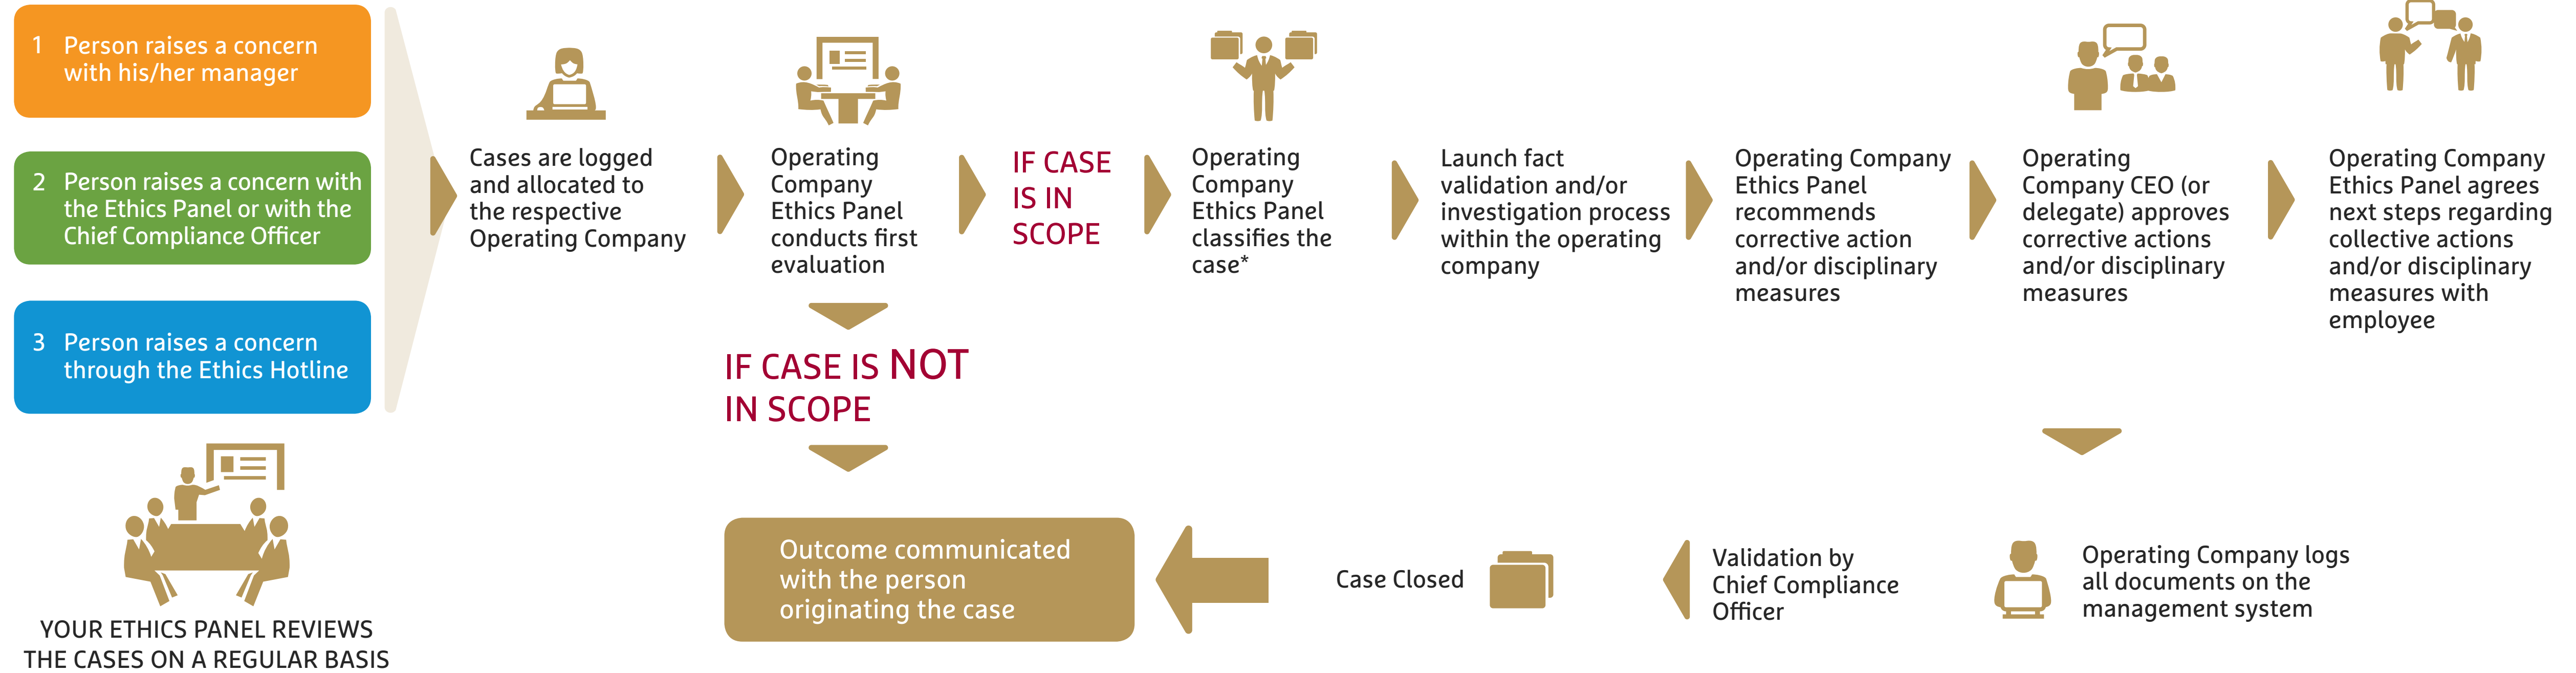 1 Person raises a concern
with his/her manager
2 Person raises a concern with
the Ethics Panel or with the
Chief Compliance Officer
3 Person raises a concern
through the Ethics Hotline
YOUR ETHICS PANEL REVIEWS
THE CASES ON A REGULAR BASIS
Cases are logged
and allocated to
the respective
Operating Company
Operating
Company
Ethics Panel
conducts first
evaluation
IF CASE
IS IN
SCOPE
Operating
Company
Ethics Panel
classifies the
case*
Launch fact
validation and/or
investigation process
within the operating
company
Operating Company
Ethics Panel
recommends
corrective action
and/or disciplinary
measures
Operating
Company CEO (or
delegate) approves
corrective actions
and/or disciplinary
measures
Operating Company
Ethics Panel agrees
next steps regarding
collective actions
and/or disciplinary
measures with
employee
IF CASE IS NOT
IN SCOPE
Operating Company logs
all documents on the
management system
Validation by
Chief Compliance
Officer
Case Closed
Outcome communicated
with the person
originating the case